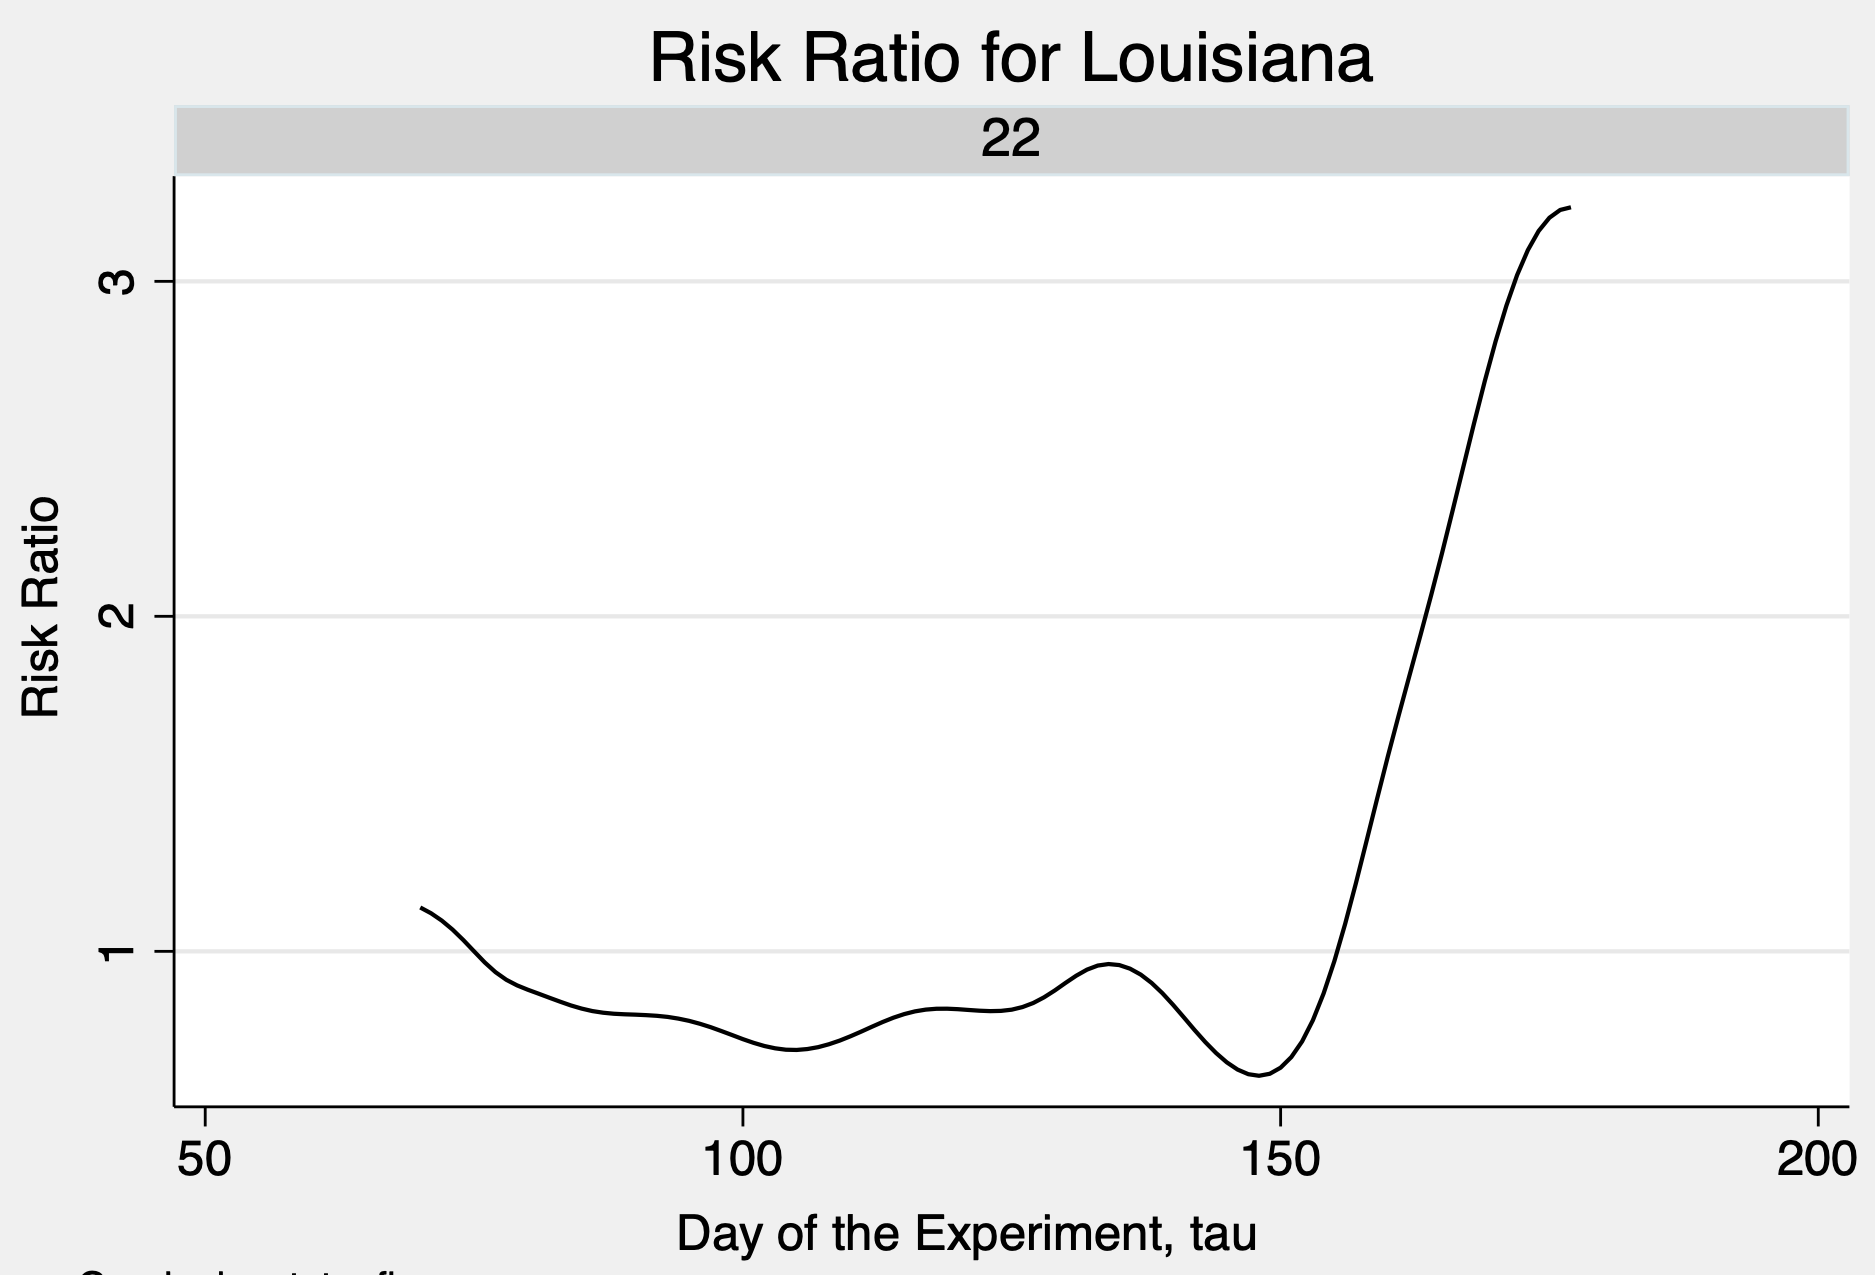 Risk Ratio for Louisiana
22
Risk Ratio
3
2
1
50 100 150 200
Day of the Experiment, tau